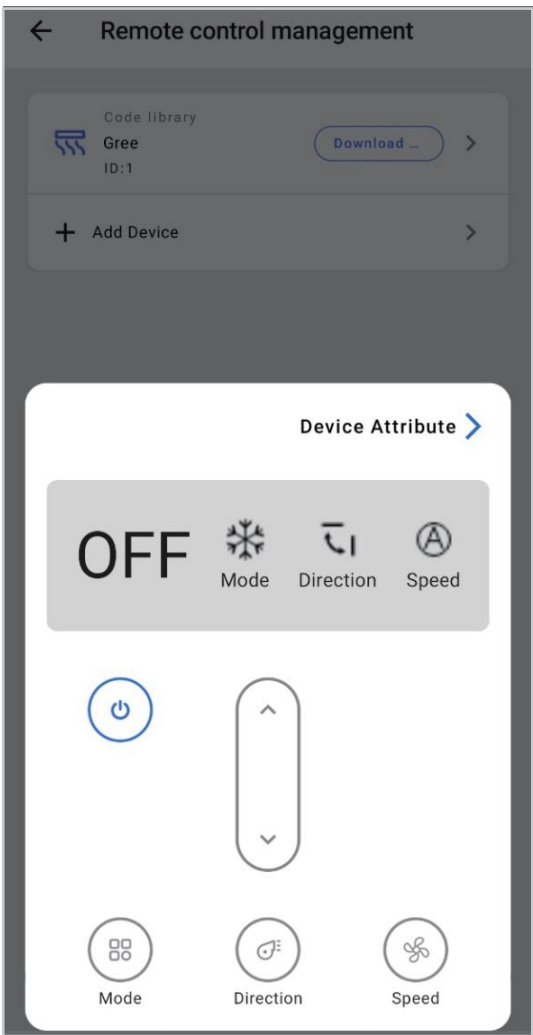 Remote control management
Code library
Gree
Download ...
ID:1
Add Device
Device Attribute
OFF
Mode Direction Speed
Mode Direction Speed